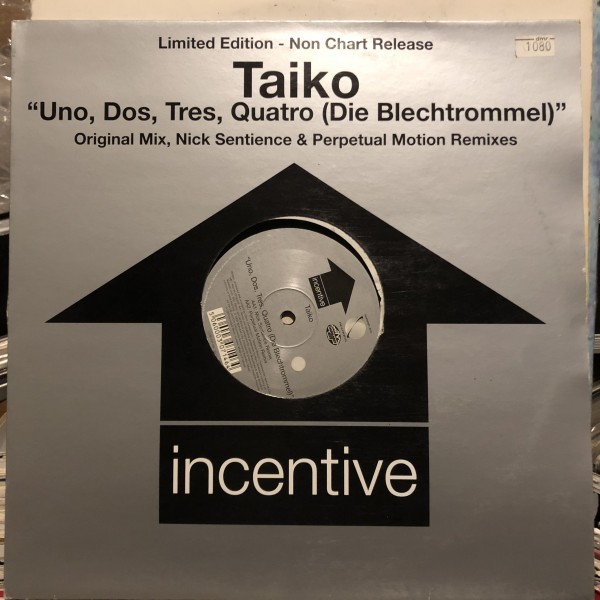 Limited Edition - Non Chart Release
1080
Taiko
“Uno, Dos, Tres, Quatro (Die Blechtrommel)”
Original Mix, Nick Sentience & Perpetual Motion Remixes
“Uno, Dos, Tres, Quatro (Die Blechtrommel)”
Taiko
incentive
incentive